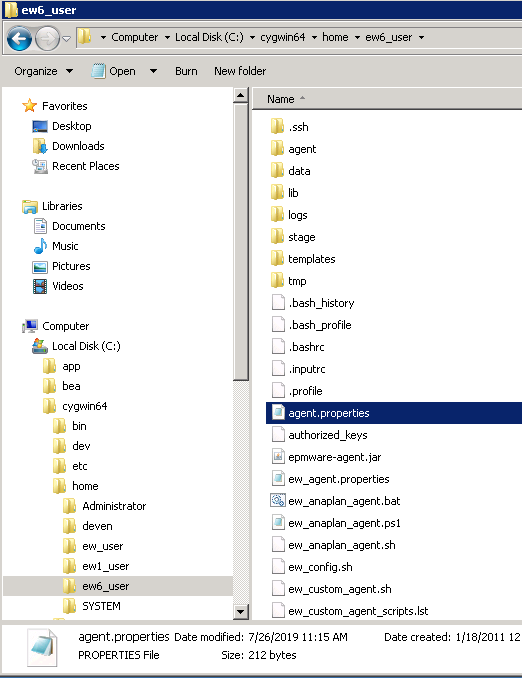 ew6_user
Computer Local Disk (C:) cygwin64 home ew6_user
Organize Open Burn New folder
Favorites
Desktop
Downloads
Recent Places
Libraries
Documents
Music
Pictures
Videos
Computer
Local Disk (C:)
app
bea
cygwin64
bin
dev
etc
home
Administrator
deven
ew_user
ew1_user
ew6_user
SYSTEM
Name
.ssh
agent
data
lib
logs
stage
templates
tmp
.bash_history
.bash_profile
.bashrc
.inputrc
.profile
agent.properties
authorized_keys
epmware-agent.jar
ew_agent.properties
ew_anaplan_agent.bat
ew_anaplan_agent.ps1
ew_anaplan_agent.sh
ew_config.sh
ew_custom_agent.sh
ew_custom_agent_scripts.lst
agent.properties Date modified: 7/26/2019 11:15 AM Date created: 1/18/2011 12
PROPERTIES File Size: 212 bytes